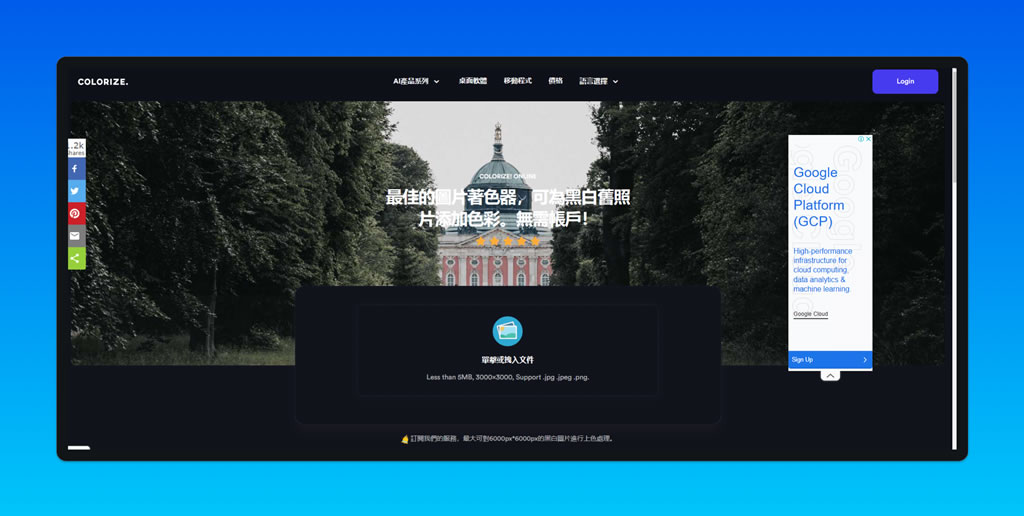 COLORIZE.
AI產品系列
桌面軟體
移動程式
價格
語言選擇
Login
.2k
hares
COLORIZE! ONLINE
最佳的圖片著色器，可為黑白舊照
片添加色彩。無需帳戶！
單擊或拽入文件
Less than 5MB, 3000×3000, Support .jpg .jpeg .png.
訂閱我們的服務，最大可對6000px*6000px的黑白圖片進行上色處理。
Google
Cloud
Platform
(GCP)
High-performance
infrastructure for
cloud computing,
data analytics &
machine learning.
Google Cloud
Sign Up